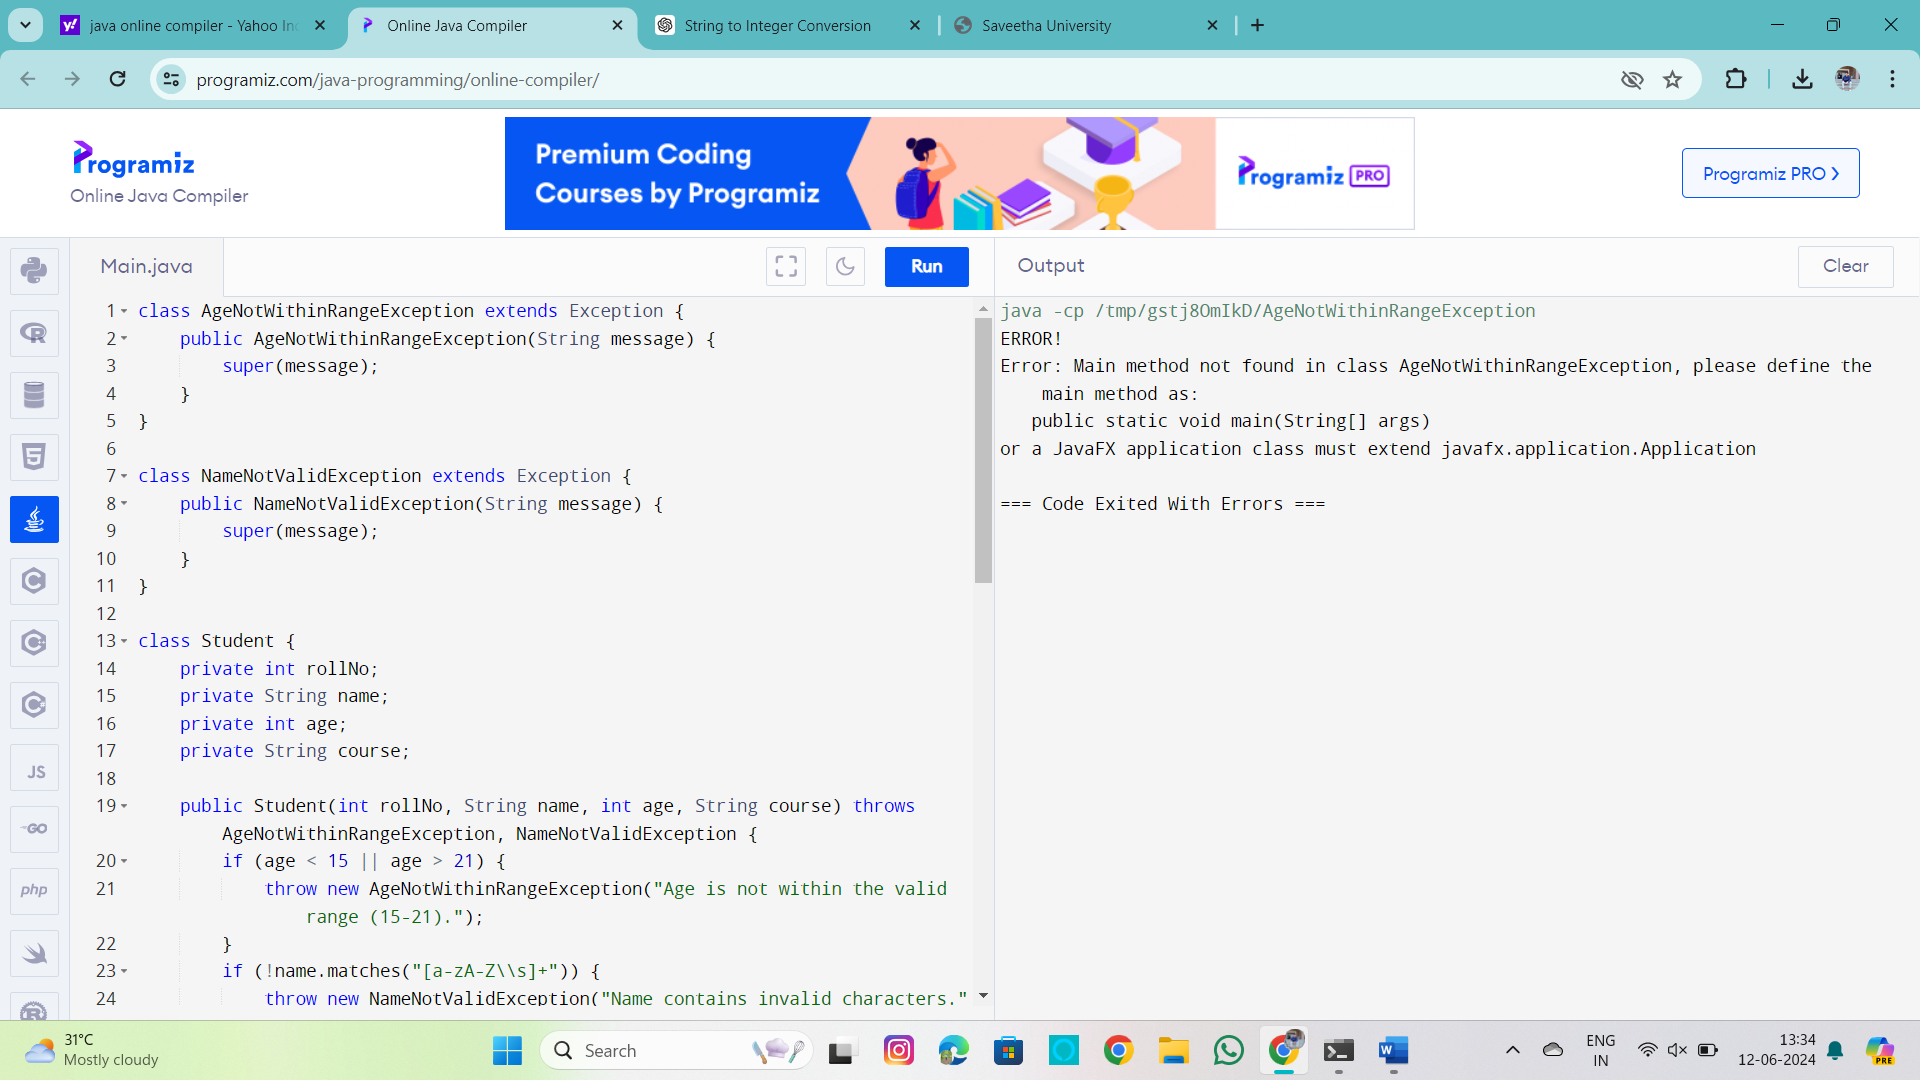 java online compiler - Yahoo In
Online Java Compiler
String to Integer Conversion
Saveetha University
programiz.com/java-programming/online-compiler/
Programiz
Online Java Compiler
Premium Coding
Courses by Programiz
Programiz PRO
Programiz PRO
Main.java
Run
Output
Clear
1 class AgeNotWithinRangeException extends Exception {
2 public AgeNotWithinRangeException(String message) {
3 super(message);
4 }
5 }
6
7 class NameNotValidException extends Exception {
8 public NameNotValidException(String message) {
9 super(message);
10 }
11 }
12
13 class Student {
14 private int rollNo;
15 private String name;
16 private int age;
17 private String course;
18
19 public Student(int rollNo, String name, int age, String course) throws
AgeNotWithinRangeException, NameNotValidException {
20 if (age < 15 || age > 21) {
21 throw new AgeNotWithinRangeException("Age is not within the valid
range (15-21).");
22 }
23 if (!name.matches("[a-zA-Z\\s]+")) {
24 throw new NameNotValidException("Name contains invalid characters."
java -cp /tmp/gstj8OmIkD/AgeNotWithinRangeException
ERROR!
Error: Main method not found in class AgeNotWithinRangeException, please define the
main method as:
public static void main(String[] args)
or a JavaFX application class must extend javafx.application.Application
=== Code Exited With Errors ===
JS
GO
php
31°C
Mostly cloudy
Search
ENG
IN
13:34
12-06-2024
PRE